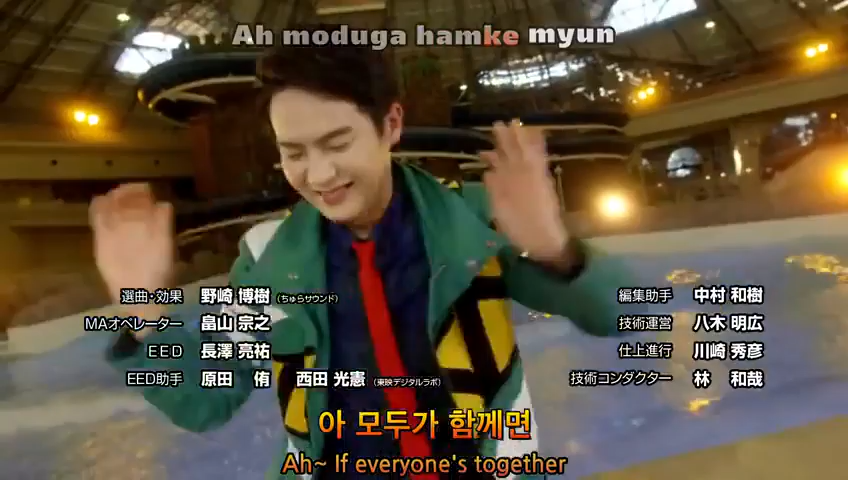 Ah moduga hamke myun
選曲・効果 野崎 博樹 (ちゅらサウンド)
MAオペレーター 畠山 宗之
EED 長澤 亮祐
EED助手 原田 侑 西田 光憲 (東映デジタルラボ)
編集助手 中村 和樹
技術運営 八木 明広
仕上進行 川崎 秀彦
技術コンダクター 林 和哉
아 모두가 함께면
Ah~ If everyone's together